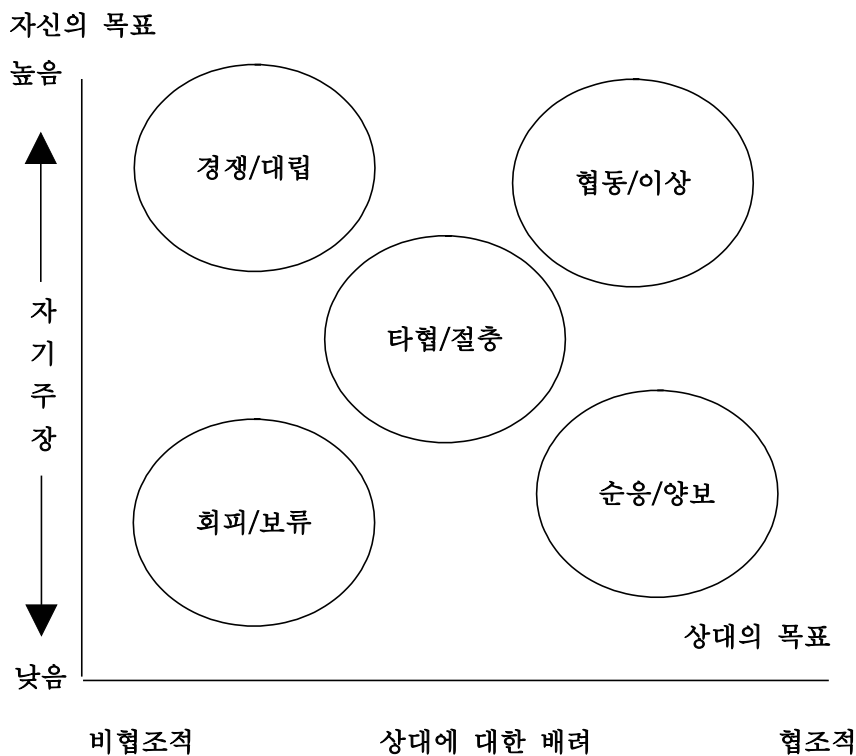 자신의 목표
높음
경쟁/대립
협동/이상
자
기
주
장
타협/절충
회피/보류
순응/양보
상대의 목표
낮음
비협조적 상대에 대한 배려 협조적